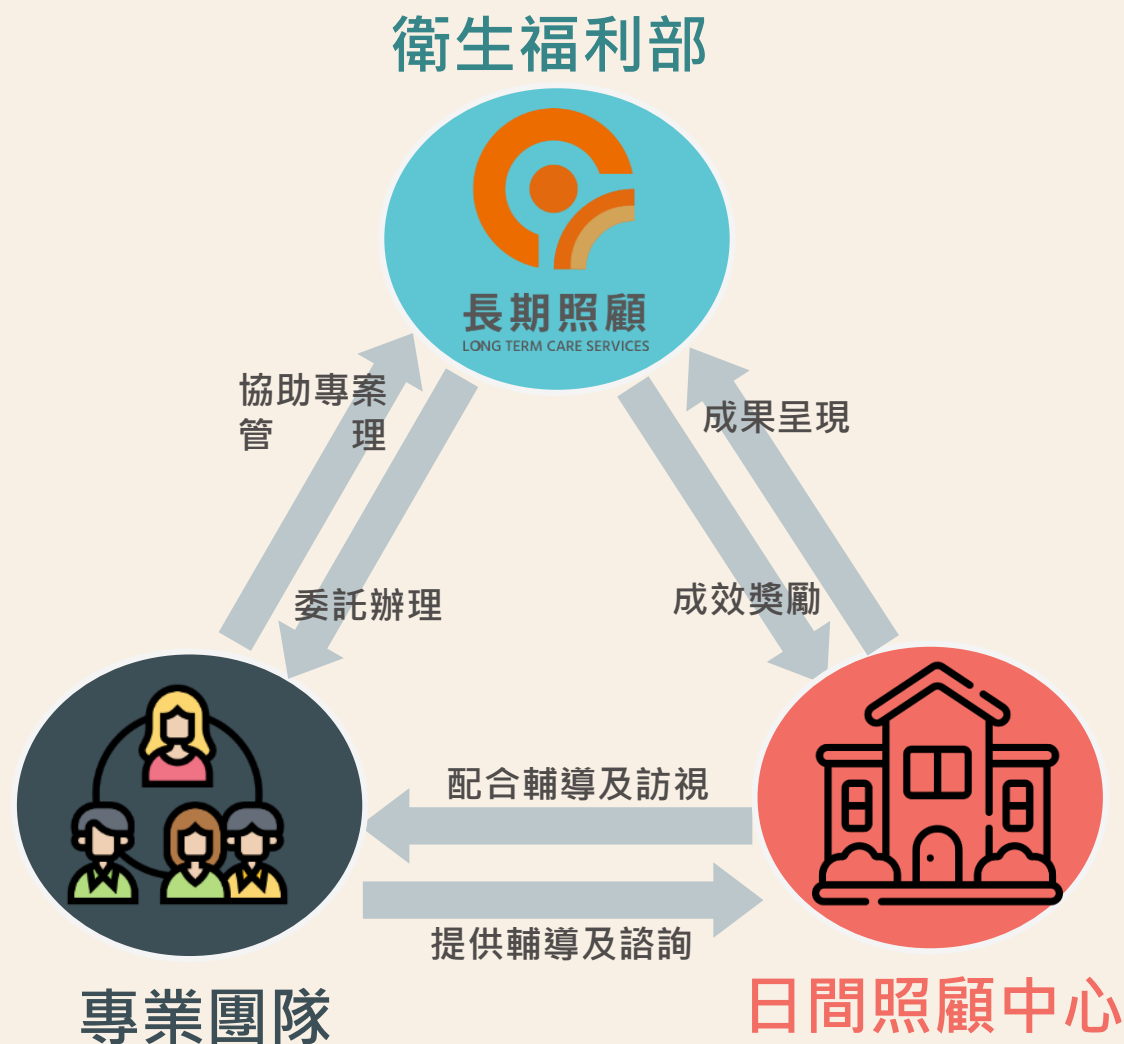 衛生福利部
長期照顧
LONG TERM CARE SERVICES
協助專案
管理
成果呈現
委託辦理
成效獎勵
配合輔導及訪視
提供輔導及諮詢
專業團隊
日間照顧中心